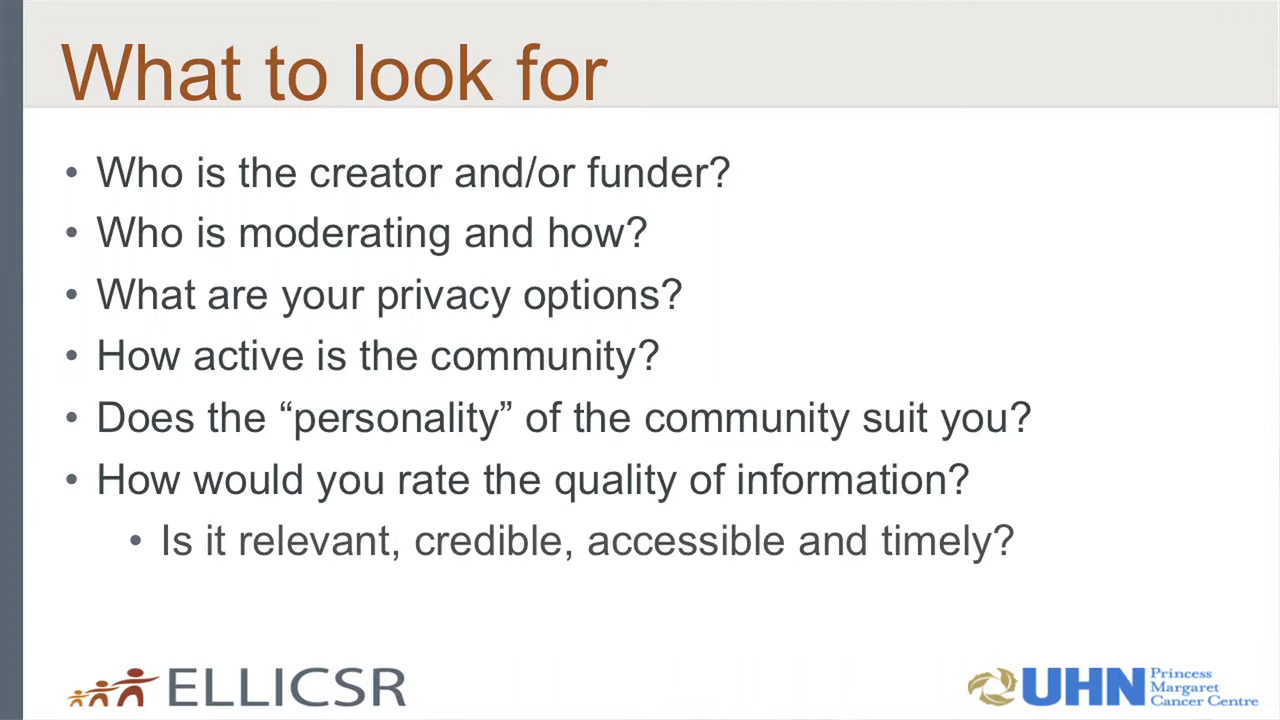 What to look for
• Who is the creator and/or funder?
• Who is moderating and how?
• What are your privacy options?
• How active is the community?
• Does the “personality” of the community suit you?
• How would you rate the quality of information?
• Is it relevant, credible, accessible and timely?
ELLICSR
UHN Princess
Margaret
Cancer Centre